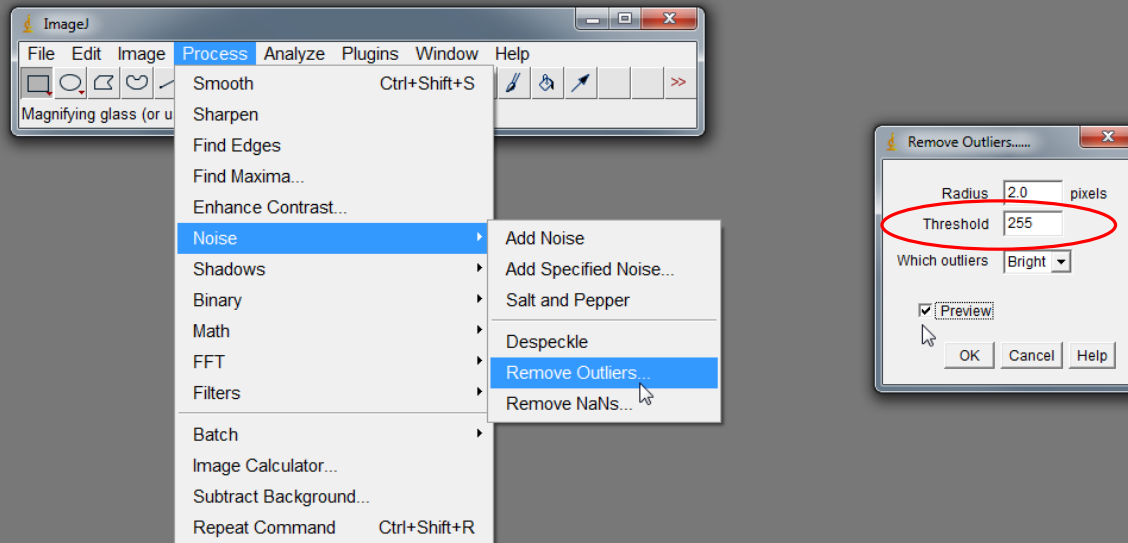 ImageJ
File Edit Image Process Analyze Plugins Window Help
>>
Magnifying glass (or u
Smooth Ctrl+Shift+S
Sharpen
Find Edges
Find Maxima...
Enhance Contrast...
Noise
Shadows
Binary
Math
FFT
Filters
Batch
Image Calculator...
Subtract Background...
Repeat Command Ctrl+Shift+R
Add Noise
Add Specified Noise...
Salt and Pepper
Despeckle
Remove Outliers...
Remove NaNs...
Remove Outliers......
Radius 2.0 pixels
Threshold 255
Which outliers Bright
Preview
OK Cancel Help